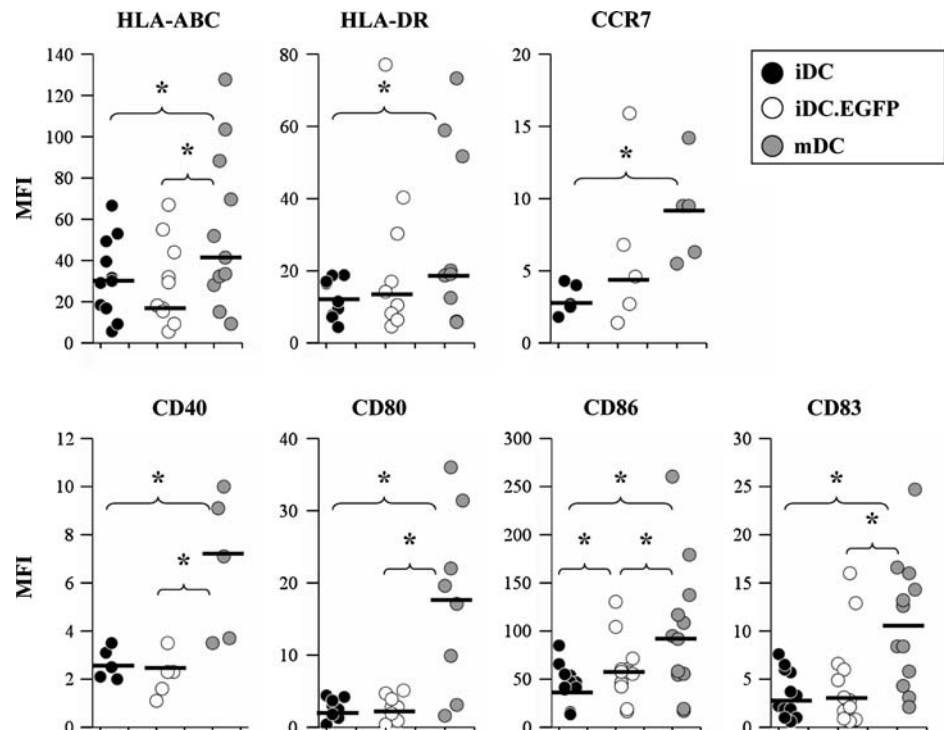 HLA-ABC HLA-DR CCR7
140 80 20
120
100 60 15
80
60 40 10
40
20 20 5
0 0 0
MFI
* * * *
iDC
iDC.EGFP
mDC
CD40 CD80 CD86 CD83
12 40 300 30
10 250 25
8 30 200 20
6 20 150 15
4 100 10
2 10 50 5
0 0 0 0
MFI
* * * * * * * * *